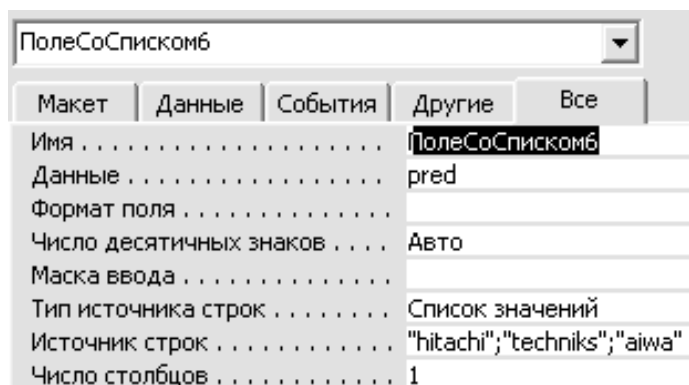 ПолеСоСписком6
Макет Данные События Другие Все
Имя . . . . . . . . . . . . . . . . . . . . ПолеСоСписком6
Данные . . . . . . . . . . . . . . . . . pred
Формат поля . . . . . . . . . . . . . .
Число десятичных знаков . . . . Авто
Маска ввода . . . . . . . . . . . . . .
Тип источника строк . . . . . . . . Список значений
Источник строк . . . . . . . . . . . . "hitachi";"techniks";"aiwa"
Число столбцов . . . . . . . . . . . . 1